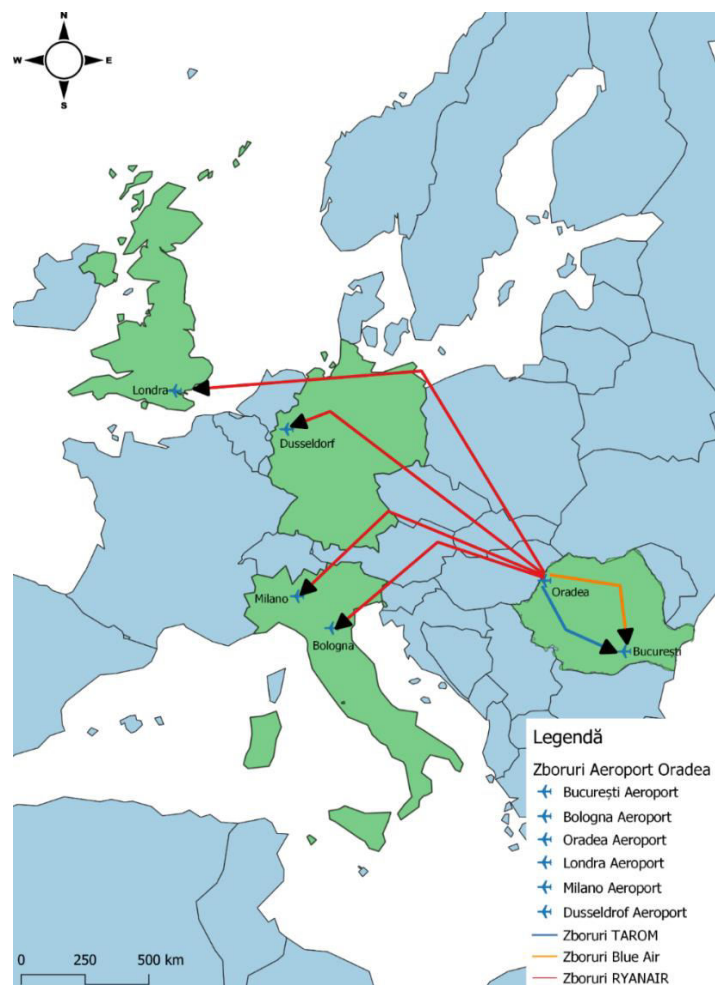 N
W E
S
Londra
Dusseldorf
Milano
Bologna
Oradea
București
Legendă
Zboruri Aeroport Oradea
București Aeroport
Bologna Aeroport
Oradea Aeroport
Londra Aeroport
Milano Aeroport
Dusseldrof Aeroport
Zboruri TAROM
Zboruri Blue Air
Zboruri RYANAIR
0 250 500 km